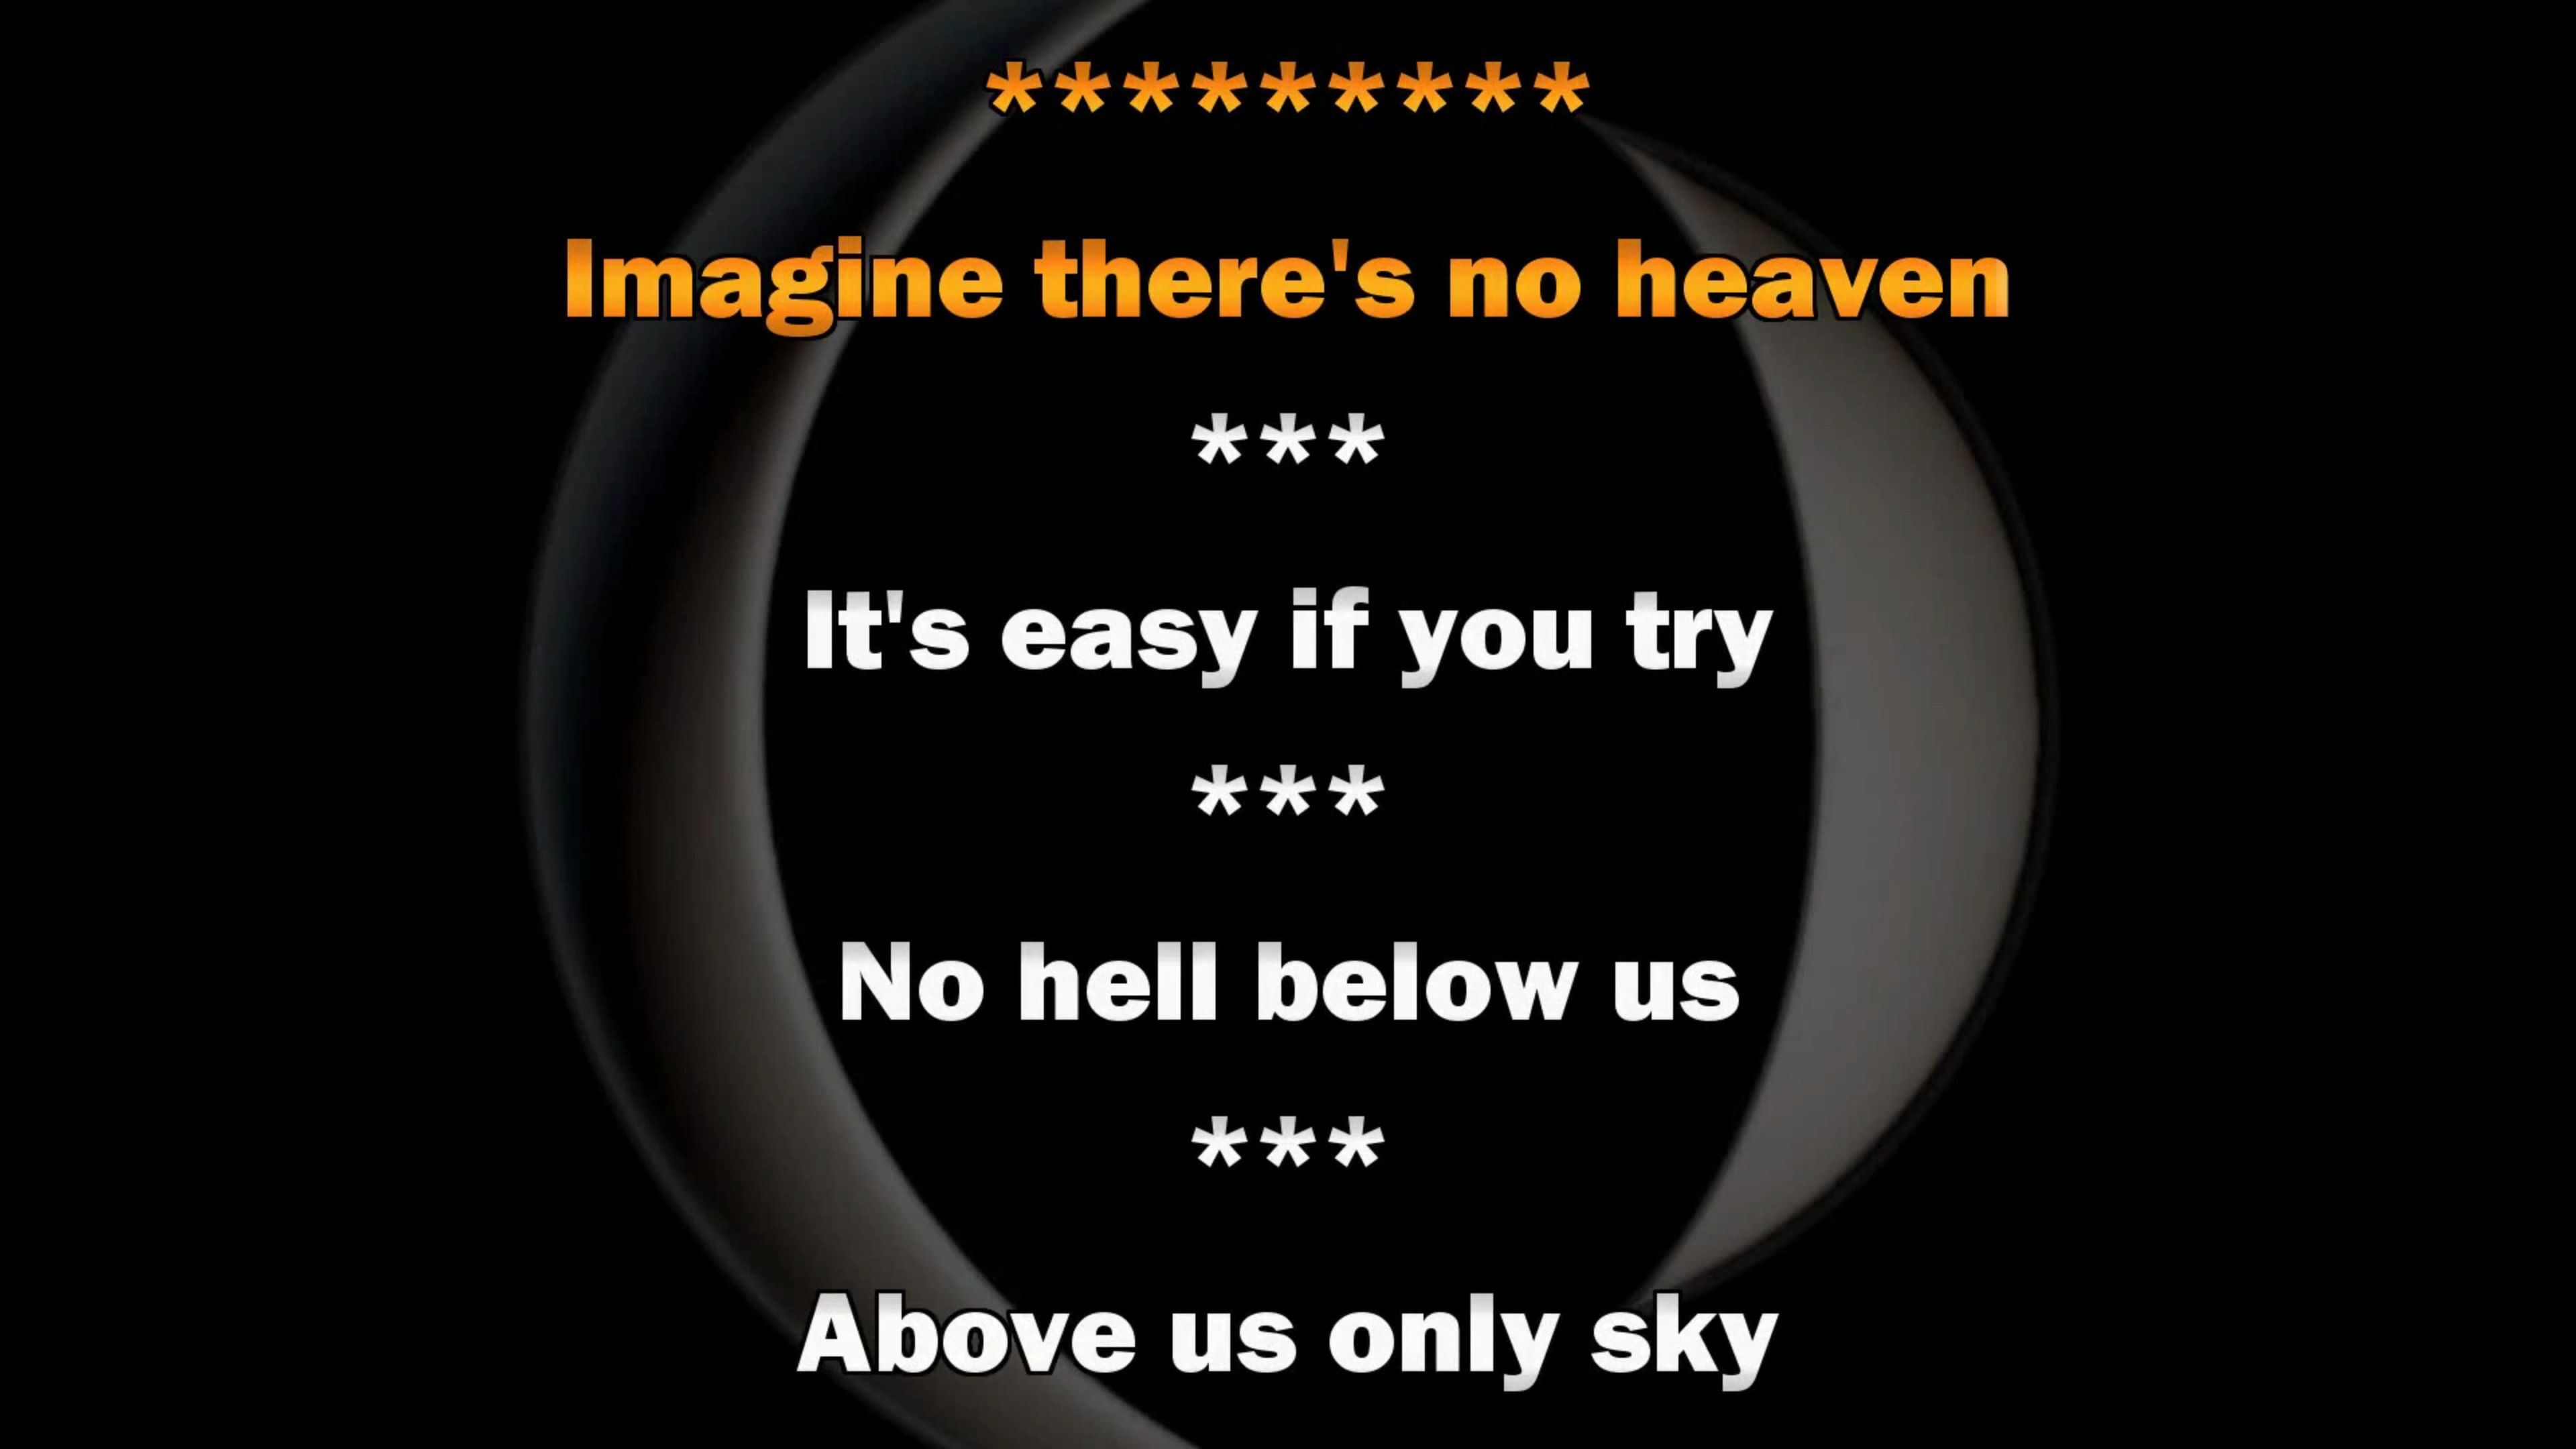 *********
Imagine there's no heaven
***
It's easy if you try
***
No hell below us
***
Above us only sky